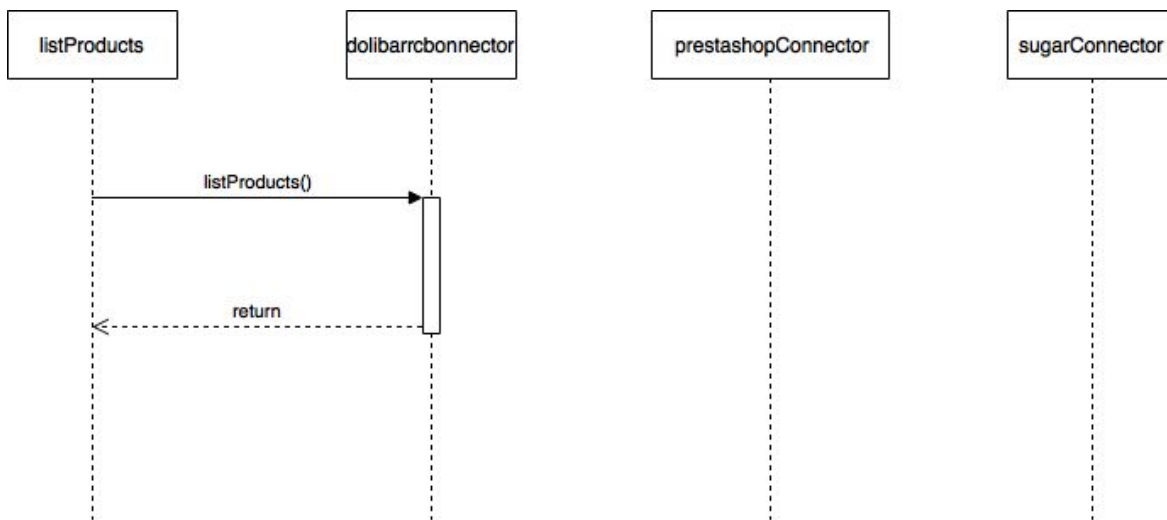 listProducts
dolibarrcbonnector
prestashopConnector
sugarConnector
listProducts()
return